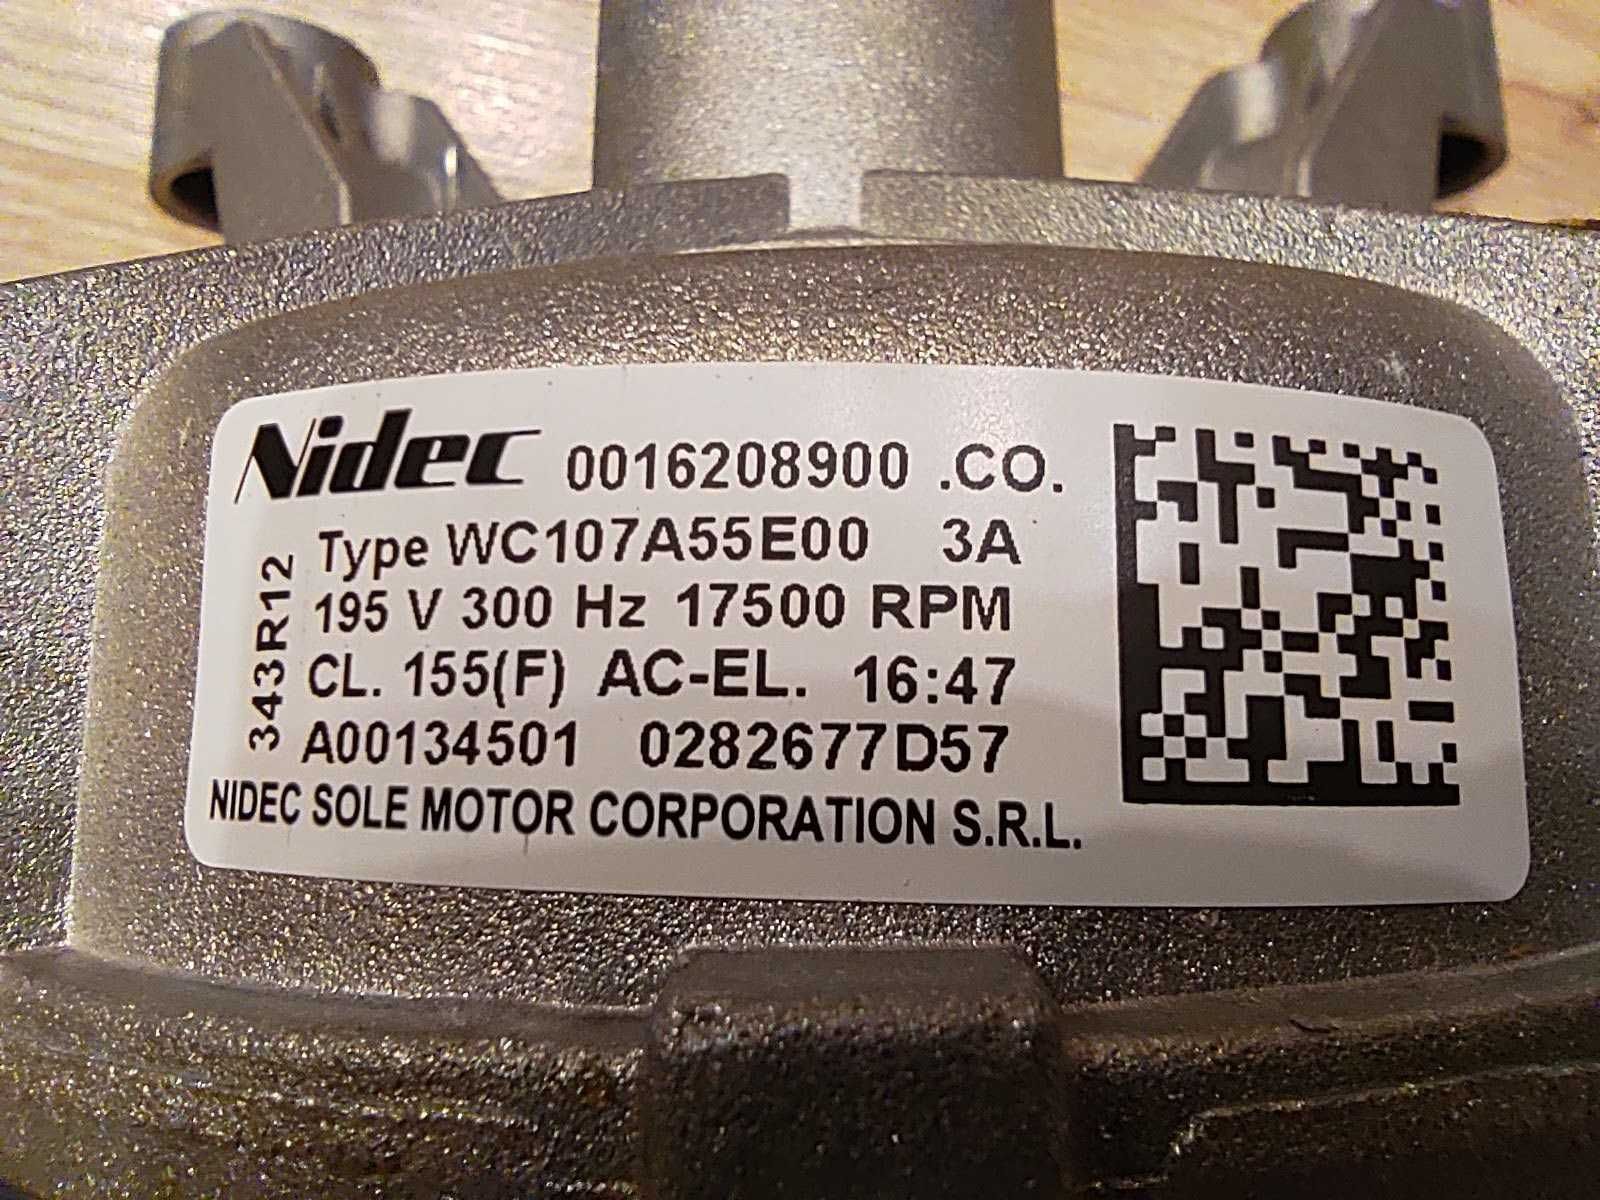 Nidec 0016208900 .CO.
Type WC107A55E00 3A
195 V 300 Hz 17500 RPM
CL. 155(F) AC-EL. 16:47
A00134501 0282677D57
343R12
NIDEC SOLE MOTOR CORPORATION S.R.L.